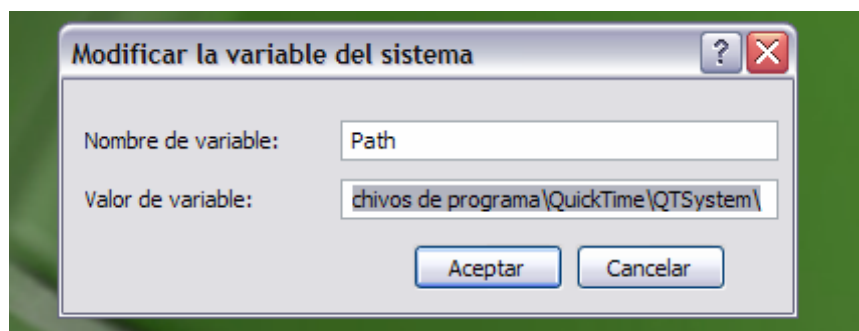 Modificar la variable del sistema
?
Nombre de variable: Path
Valor de variable: chivos de programa\QuickTime\QTSystem\
Aceptar Cancelar